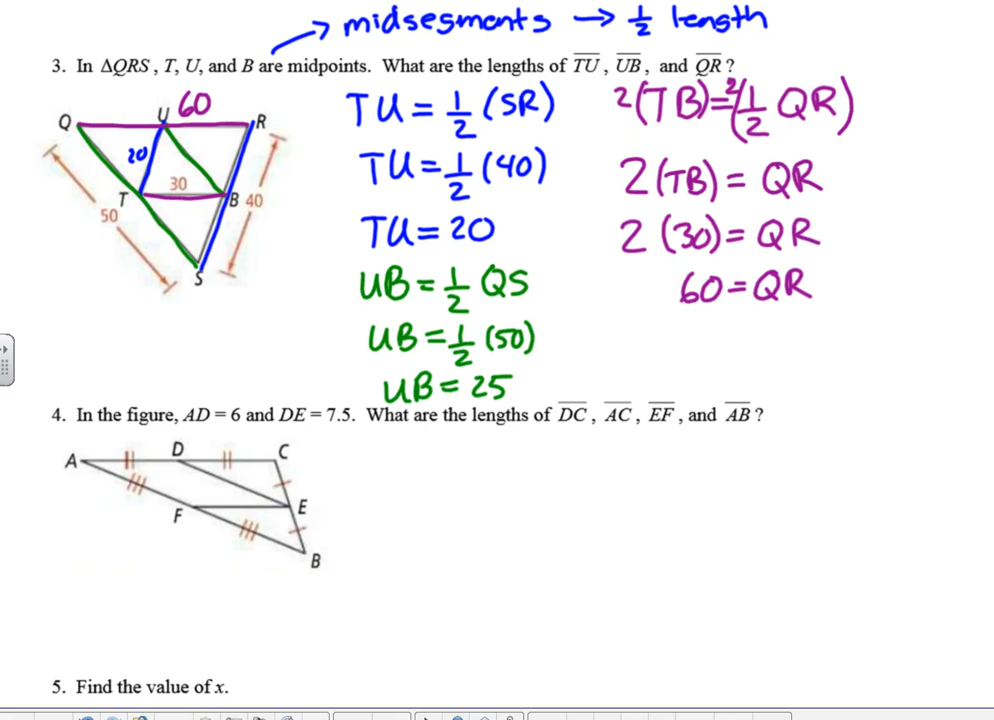 midsegments → 1/2 length
3. In ΔQRS, T, U, and B are midpoints. What are the lengths of TU, UB, and QR?
Q U 60 R
20
30
T B 40
50
S
TU = 1/2 (SR)
TU = 1/2 (40)
TU = 20
UB = 1/2 QS
UB = 1/2 (50)
UB = 25
2(TB) = 2(1/2 QR)
2(TB) = QR
2(30) = QR
60 = QR
4. In the figure, AD = 6 and DE = 7.5. What are the lengths of DC, AC, EF, and AB?
A D C
F E
B
5. Find the value of x.